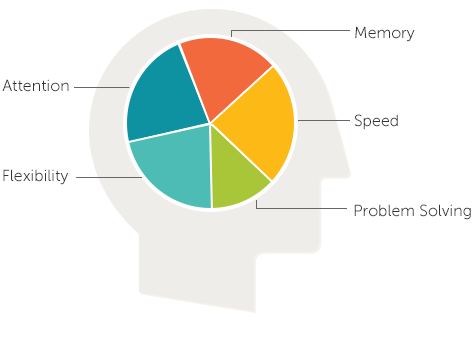 Memory
Attention
Speed
Flexibility
Problem Solving